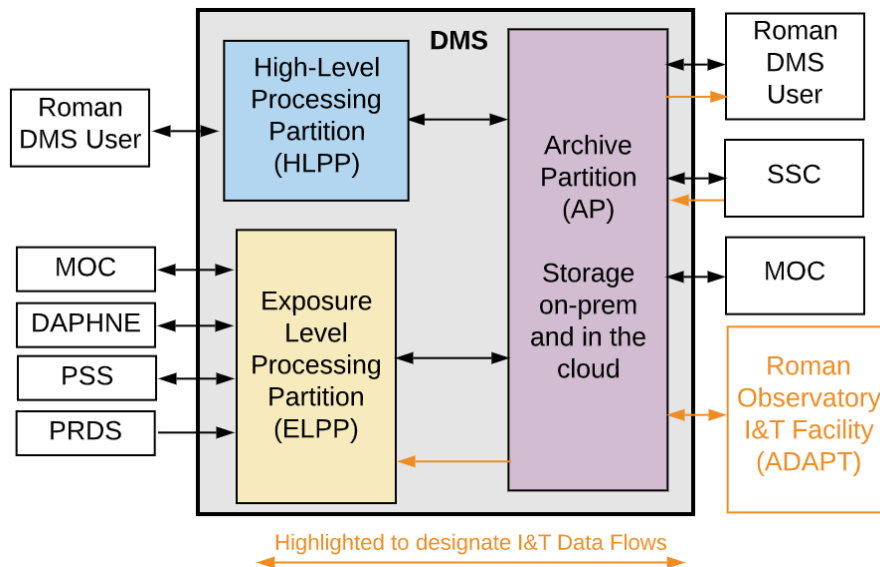 DMS
Roman
DMS User
High-Level
Processing
Partition
(HLPP)
MOC
DAPHNE
PSS
PRDS
Exposure
Level
Processing
Partition
(ELPP)
Archive
Partition
(AP)
Storage
on-prem
and in the
cloud
Roman
DMS
User
SSC
MOC
Roman
Observatory
I&T Facility
(ADAPT)
Highlighted to designate I&T Data Flows